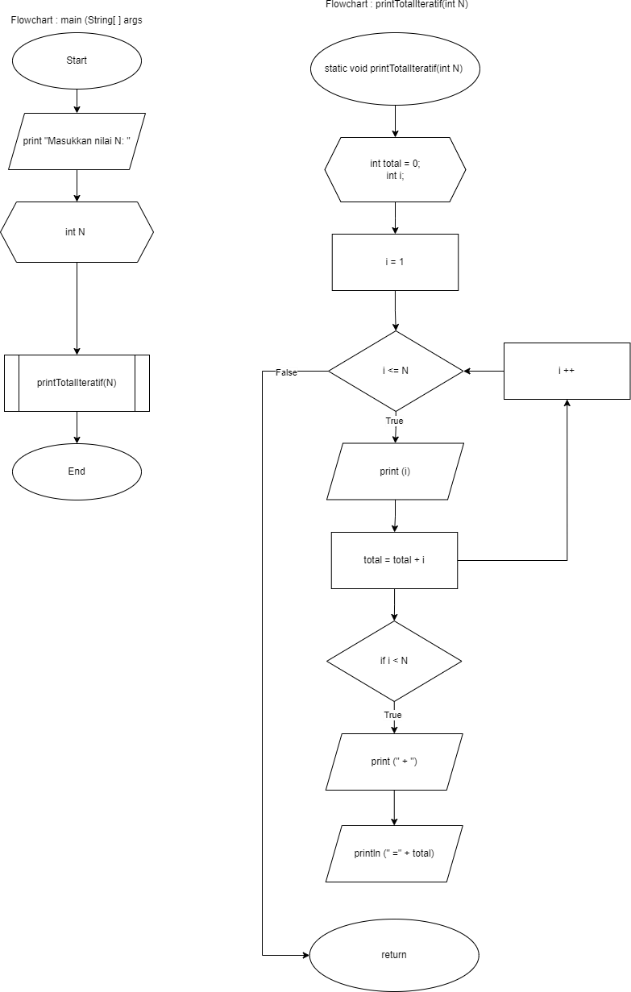 Flowchart : main (String[ ] args
Start
print "Masukkan nilai N: "
int N
printTotalIteratif(N)
End
Flowchart : printTotalIteratif(int N)
static void printTotalIteratif(int N)
int total = 0;
int i;
i = 1
i <= N
False
i ++
True
print (i)
total = total + i
if i < N
True
print (" + ")
println (" =" + total)
return